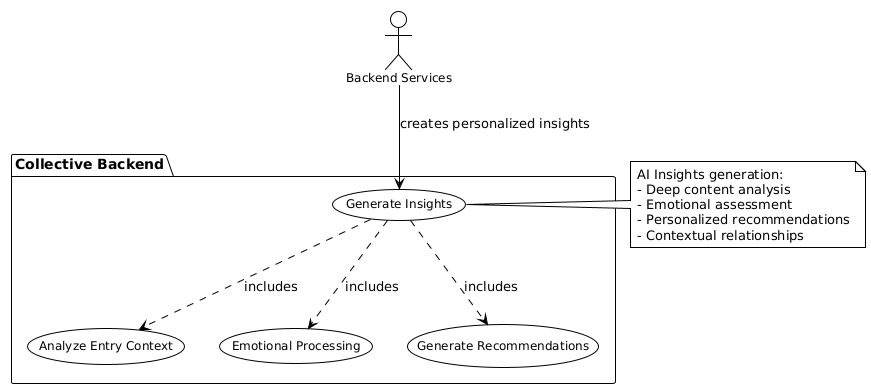 Backend Services
creates personalized insights
Collective Backend
AI Insights generation:
- Deep content analysis
- Emotional assessment
- Personalized recommendations
- Contextual relationships
Generate Insights
includes
includes
includes
Analyze Entry Context
Emotional Processing
Generate Recommendations